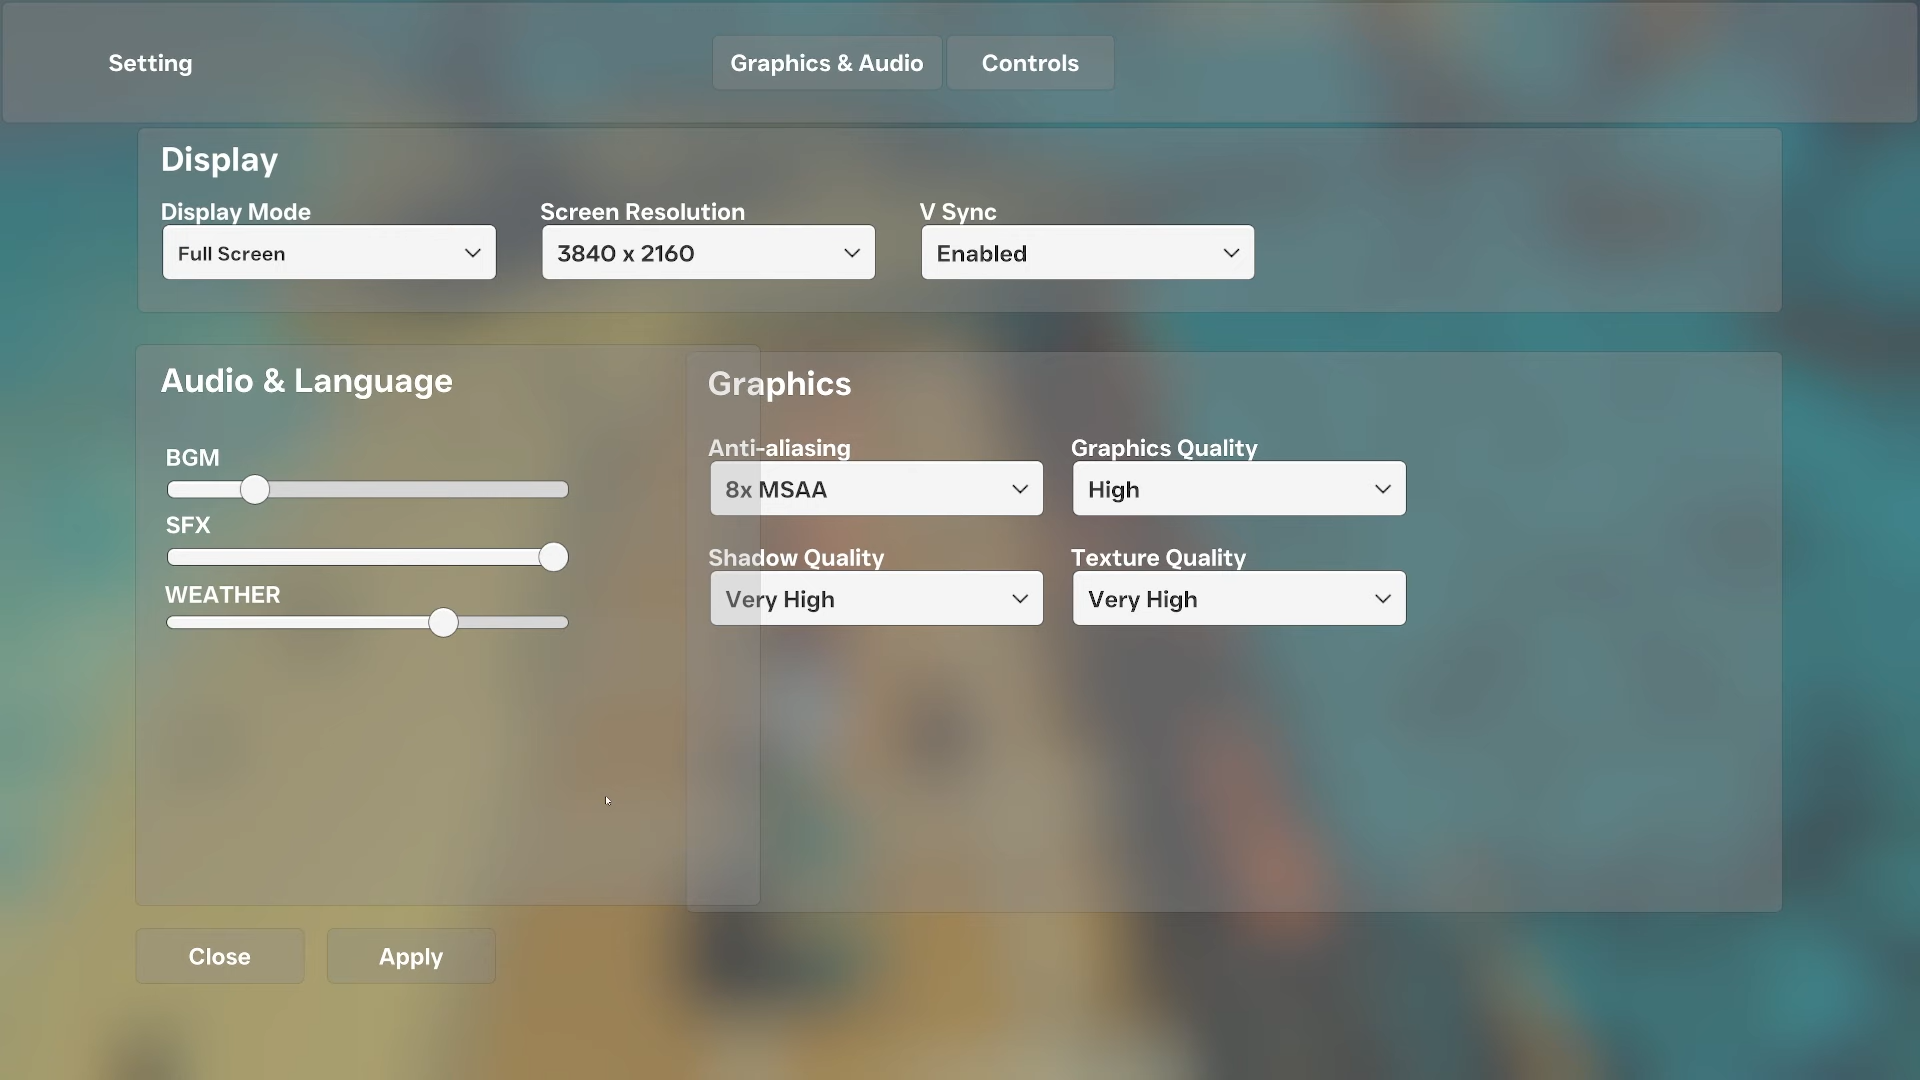 Setting
Graphics & Audio
Controls
Display
Display Mode
Screen Resolution
V Sync
Full Screen
3840 x 2160
Enabled
Audio & Language
BGM
SFX
WEATHER
Graphics
Anti-aliasing
Graphics Quality
8x MSAA
High
Shadow Quality
Texture Quality
Very High
Very High
Close
Apply